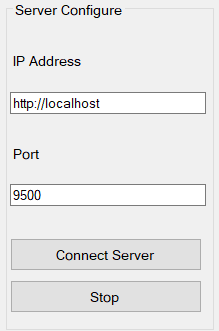 Server Configure
IP Address
http://localhost
Port
9500
Connect Server
Stop